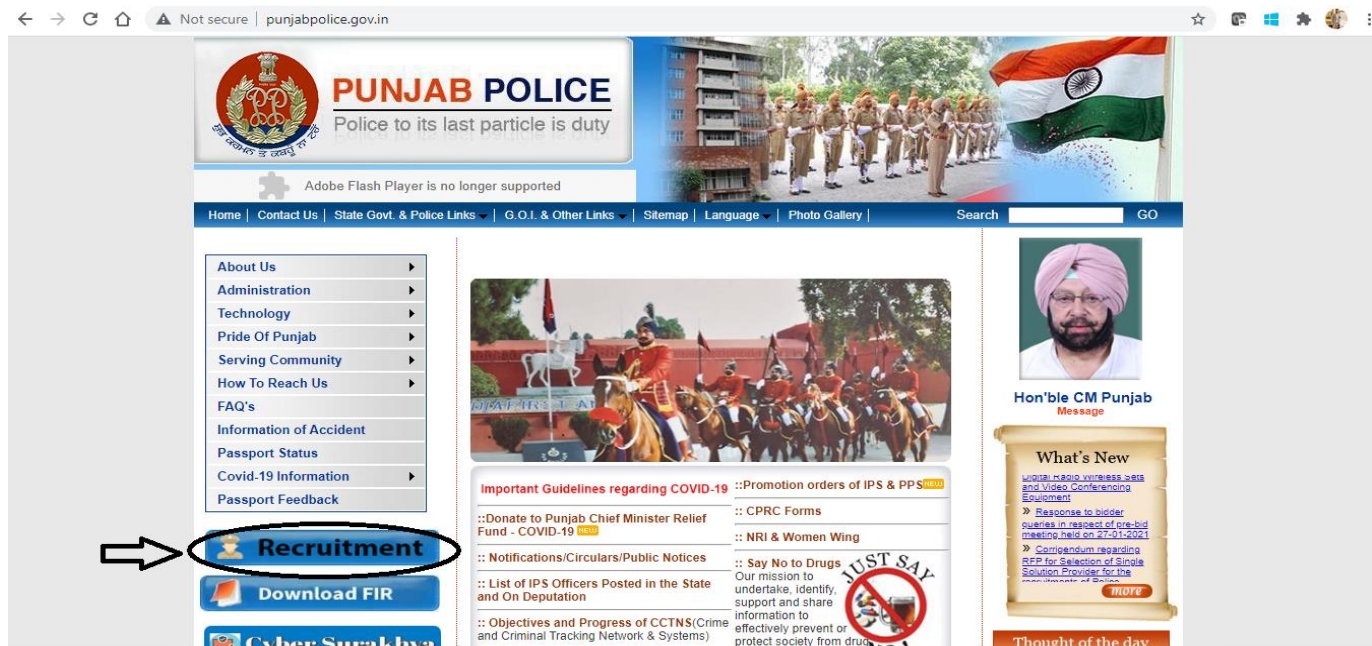 Not secure | punjabpolice.gov.in
PUNJAB POLICE
Police to its last particle is duty
Adobe Flash Player is no longer supported
Home | Contact Us | State Govt. & Police Links | G.O.I. & Other Links | Sitemap | Language | Photo Gallery |
Search GO
About Us
Administration
Technology
Pride Of Punjab
Serving Community
How To Reach Us
FAQ's
Information of Accident
Passport Status
Covid-19 Information
Passport Feedback
Recruitment
Download FIR
Cyber Surakhya
Important Guidelines regarding COVID-19
::Donate to Punjab Chief Minister Relief
Fund - COVID-19 NEW
:: Notifications/Circulars/Public Notices
:: List of IPS Officers Posted in the State
and On Deputation
:: Objectives and Progress of CCTNS(Crime
and Criminal Tracking Network & Systems)
::Promotion orders of IPS & PPS NEW
:: CPRC Forms
:: NRI & Women Wing
:: Say No to Drugs
Our mission to
undertake, identify,
support and share
information to
effectively prevent or
protect society from drug
JUST SAY
Hon'ble CM Punjab
Message
What's New
Digital Radio Wireless Sets
and Video Conferencing
Equipment
» Response to bidder
queries in respect of pre-bid
meeting held on 27-01-2021
» Corrigendum regarding
RFP for Selection of Single
Solution Provider for the
recruitments of Police
more
Thought of the day